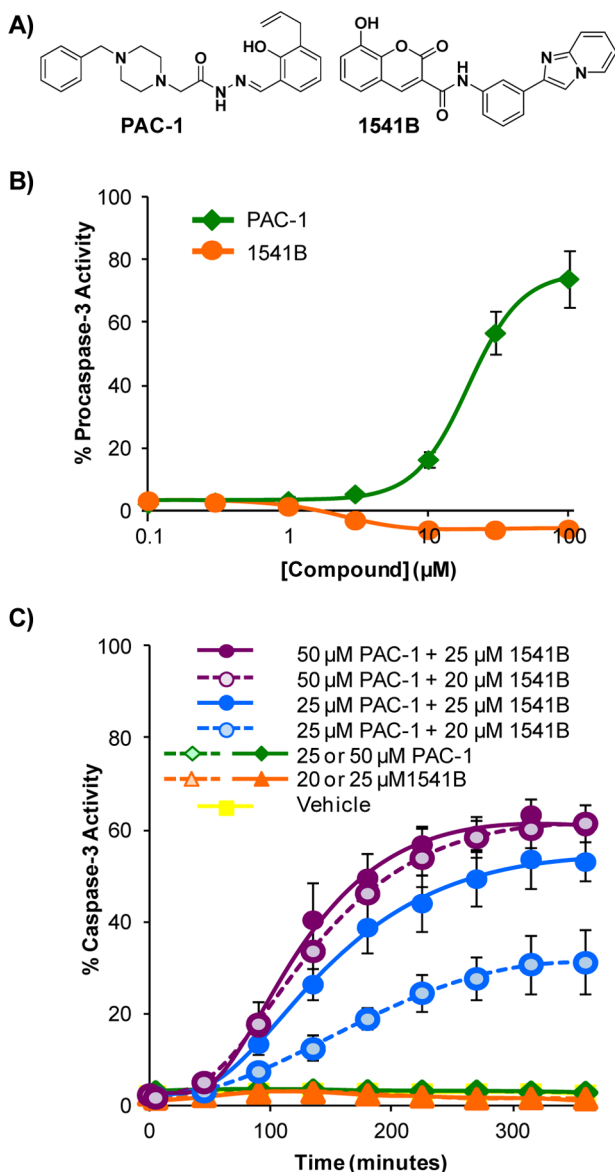 A)
HO
OH
N
N
O
N
H
N
O
O
N
H
O
N
N
PAC-1
1541B
B)
100
80
60
40
20
0
PAC-1
1541B
% Procaspase-3 Activity
0.1
1
10
100
[Compound] (µM)
C)
100
80
60
40
20
0
50 µM PAC-1 + 25 µM 1541B
50 µM PAC-1 + 20 µM 1541B
25 µM PAC-1 + 25 µM 1541B
25 µM PAC-1 + 20 µM 1541B
25 or 50 µM PAC-1
20 or 25 µM1541B
Vehicle
% Caspase-3 Activity
0
100
200
300
Time (minutes)